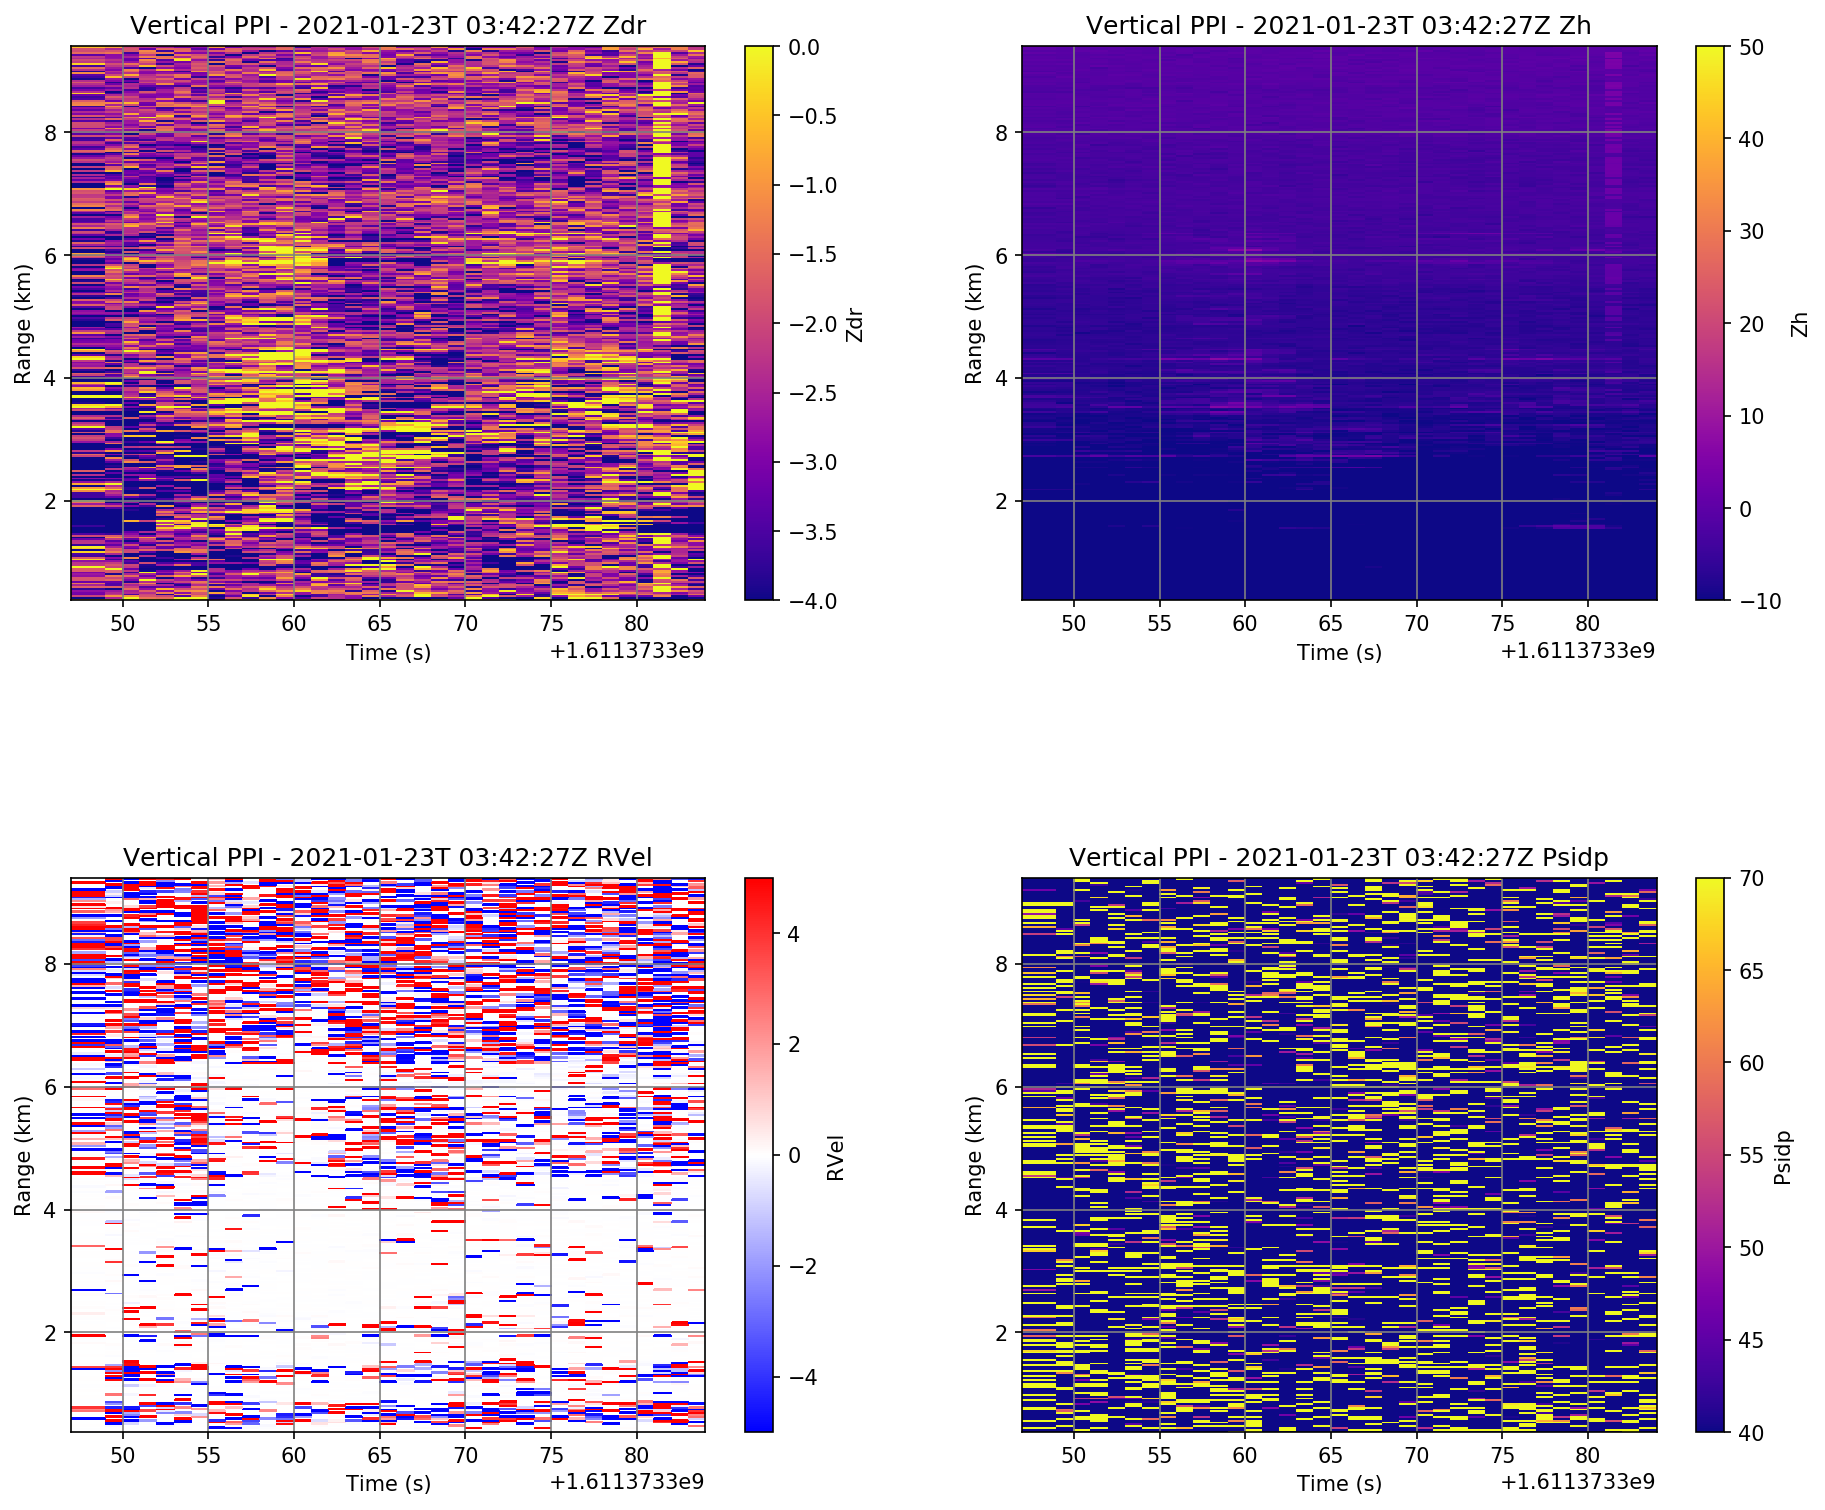 Vertical PPI - 2021-01-23T 03:42:27Z Zdr
Range (km)
8
6
4
2
50 55 60 65 70 75 80
Time (s)
+1.6113733e9
0.0
−0.5
−1.0
−1.5
−2.0
−2.5
−3.0
−3.5
−4.0
Zdr
Vertical PPI - 2021-01-23T 03:42:27Z Zh
Range (km)
8
6
4
2
50 55 60 65 70 75 80
Time (s)
+1.6113733e9
50
40
30
20
10
0
−10
Zh
Vertical PPI - 2021-01-23T 03:42:27Z RVel
Range (km)
8
6
4
2
50 55 60 65 70 75 80
Time (s)
+1.6113733e9
4
2
0
−2
−4
RVel
Vertical PPI - 2021-01-23T 03:42:27Z Psidp
Range (km)
8
6
4
2
50 55 60 65 70 75 80
Time (s)
+1.6113733e9
70
65
60
55
50
45
40
Psidp